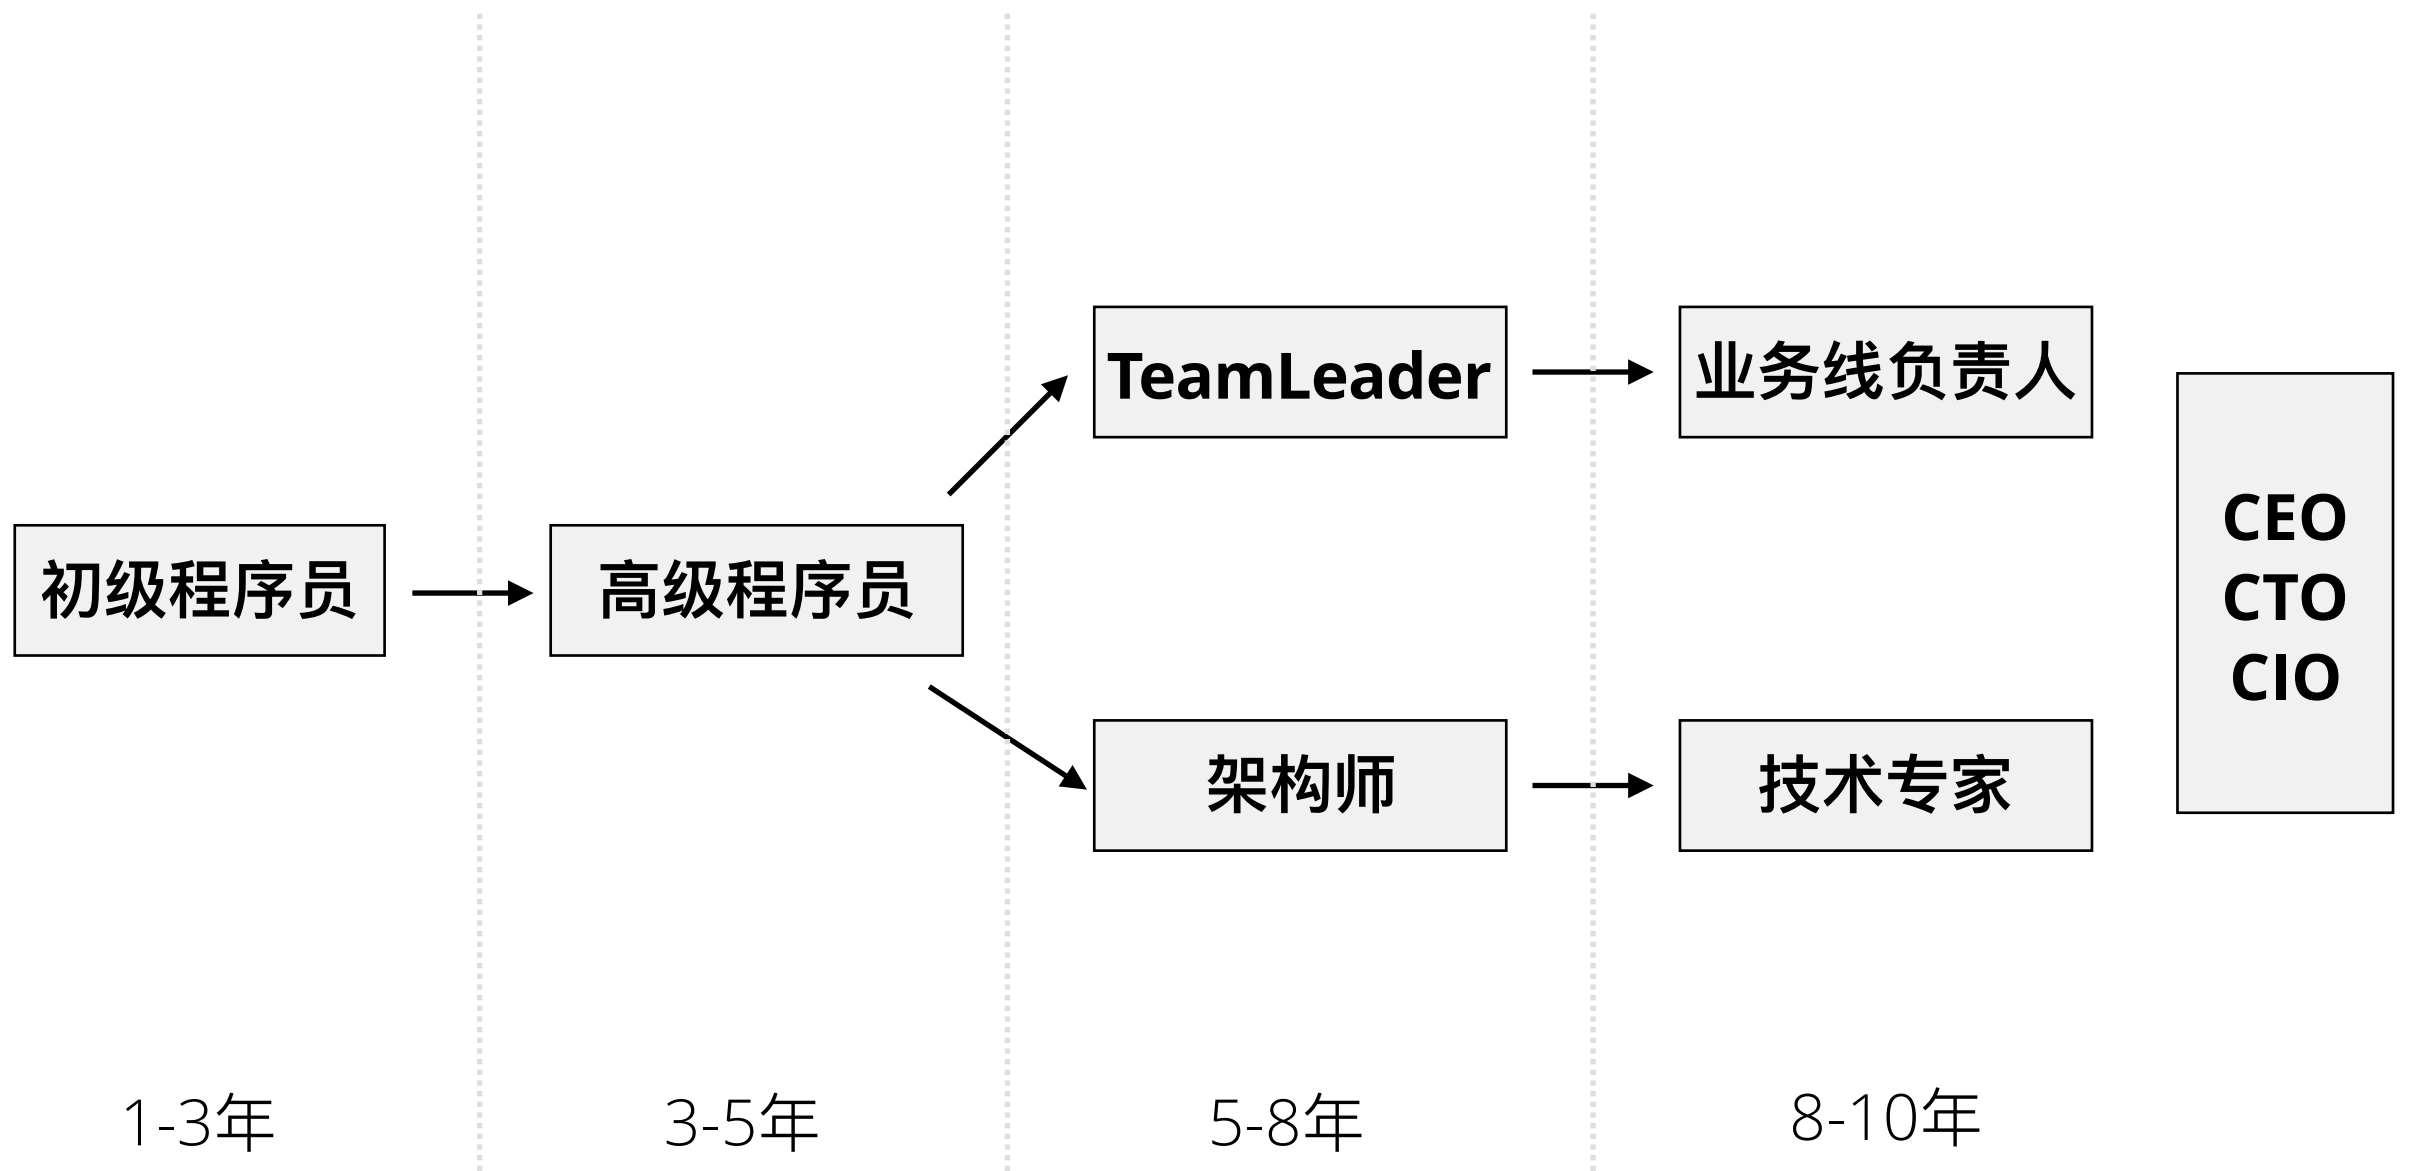 初级程序员
高级程序员
TeamLeader
架构师
业务线负责人
技术专家
CEO
CTO
CIO
1-3年
3-5年
5-8年
8-10年